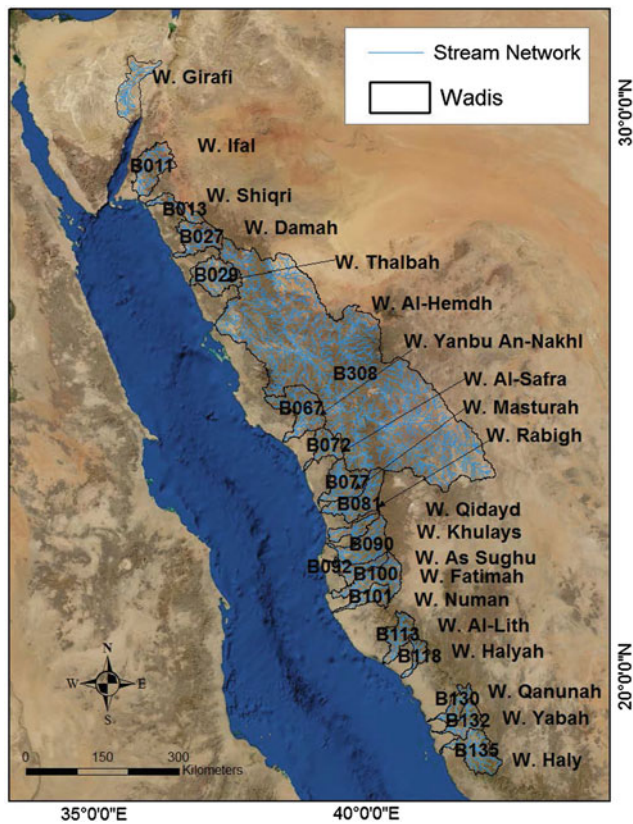 Stream Network
Wadis
W. Girafi
W. Ifal
B011
W. Shiqri
B013
W. Damah
B027
W. Thalbah
B029
W. Al-Hemdh
W. Yanbu An-Nakhl
B308
W. Al-Safra
B067
W. Masturah
B072
W. Rabigh
B077
B081
W. Qidayd
W. Khulays
B090
W. As Sughu
B092
B100
W. Fatimah
B101
W. Numan
W. Al-Lith
B113
B118
W. Halyah
W. Qanunah
B130
W. Yabah
B132
B135
W. Haly
N
W E
S
0 150 300
Kilometers
30°0'0"N
20°0'0"N
35°0'0"E
40°0'0"E